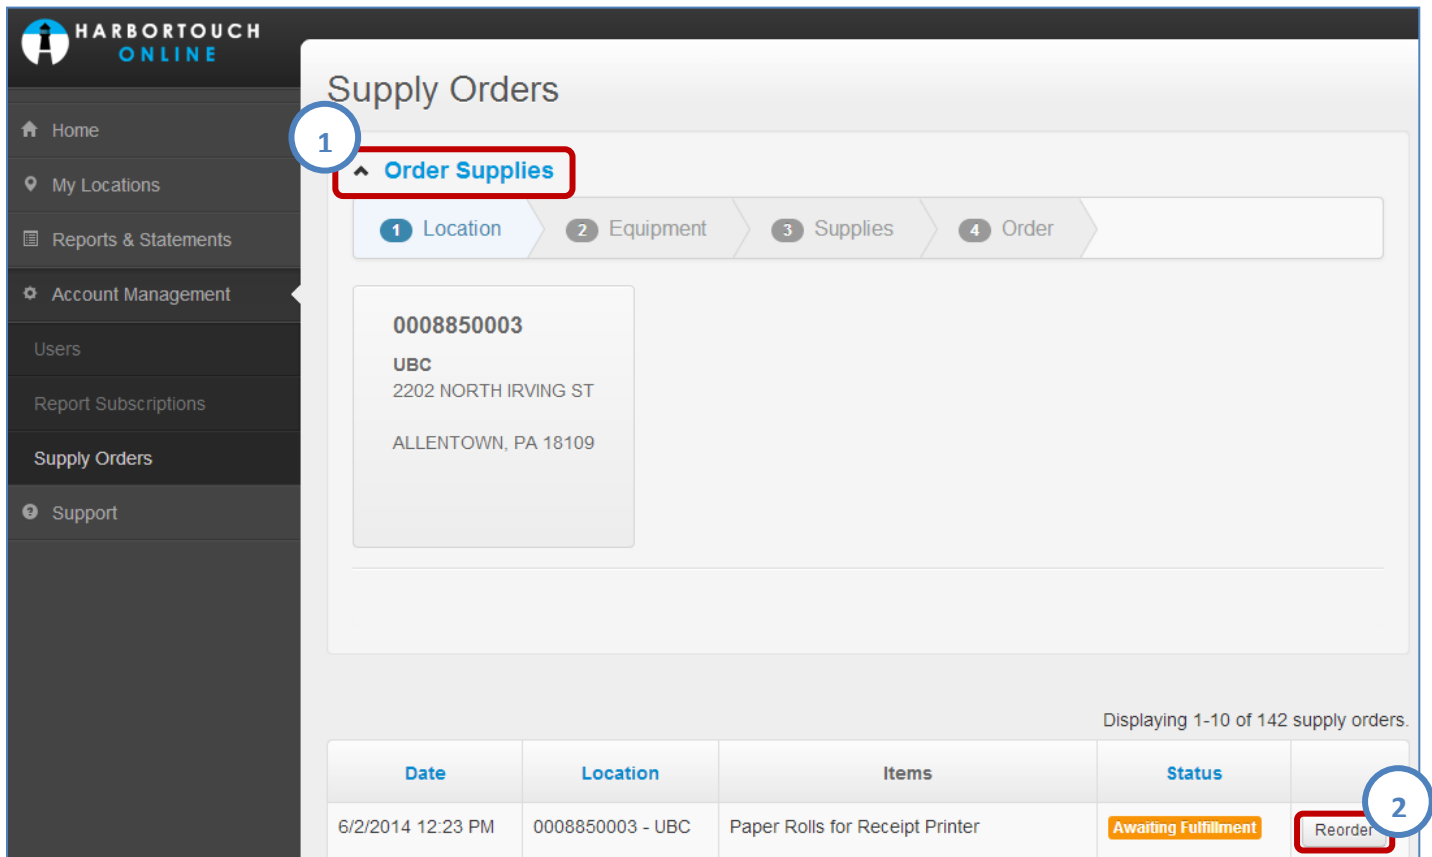 HARBORTOUCH
ONLINE
Home
My Locations
Reports & Statements
Account Management
Users
Report Subscriptions
Supply Orders
Support
Supply Orders
1
Order Supplies
1 Location 2 Equipment 3 Supplies 4 Order
0008850003
UBC
2202 NORTH IRVING ST
ALLENTOWN, PA 18109
Displaying 1-10 of 142 supply orders.
Date Location Items Status
2
6/2/2014 12:23 PM 0008850003 - UBC Paper Rolls for Receipt Printer Awaiting Fulfillment Reorder